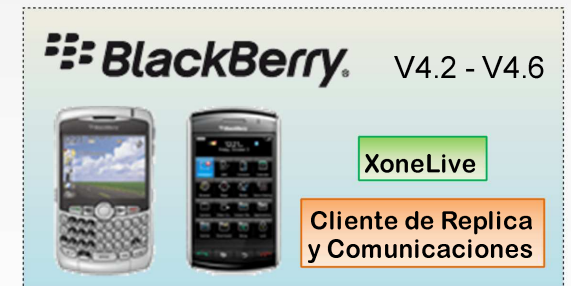 BlackBerry®
V4.2 - V4.6
XoneLive
Cliente de Replica
y Comunicaciones